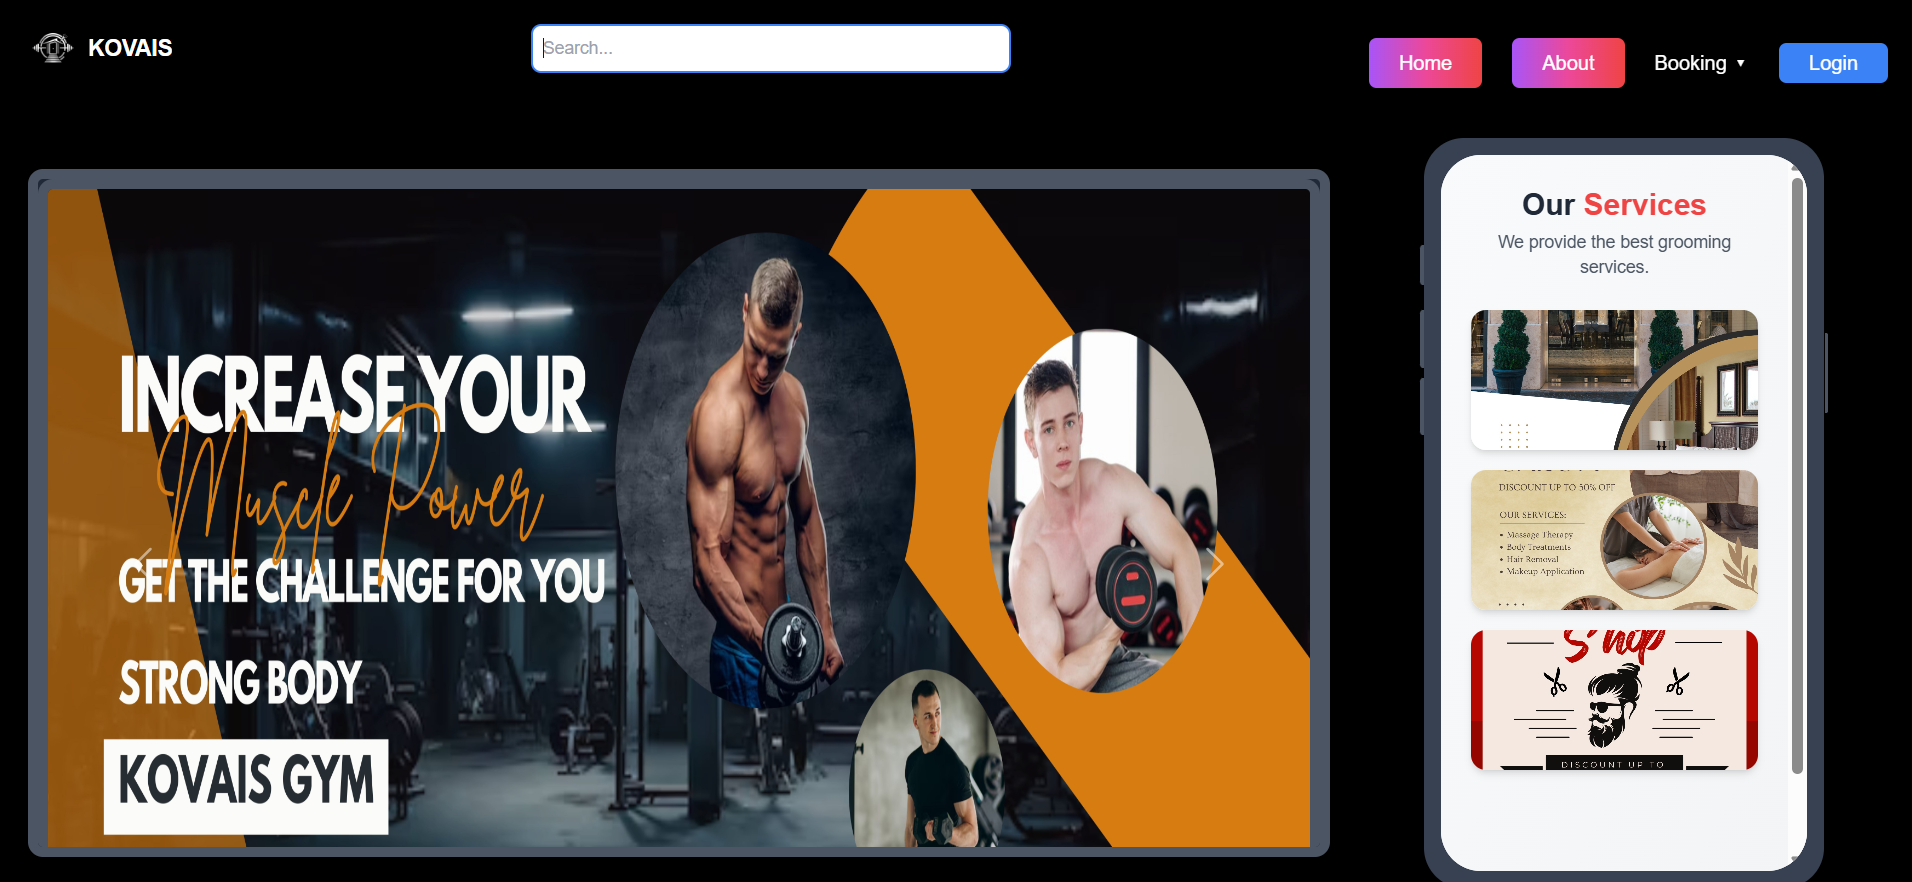 KOVAIS
Search...
Home
About
Booking ▼
Login
INCREASE YOUR
Muscle Power
GET THE CHALLENGE FOR YOU
STRONG BODY
KOVAIS GYM
Our Services
We provide the best grooming
services.
DISCOUNT UP TO 50% OFF
OUR SERVICES:
• Massage Therapy
• Body Treatments
• Hair Removal
• Makeup Application
Shop
DISCOUNT UP TO